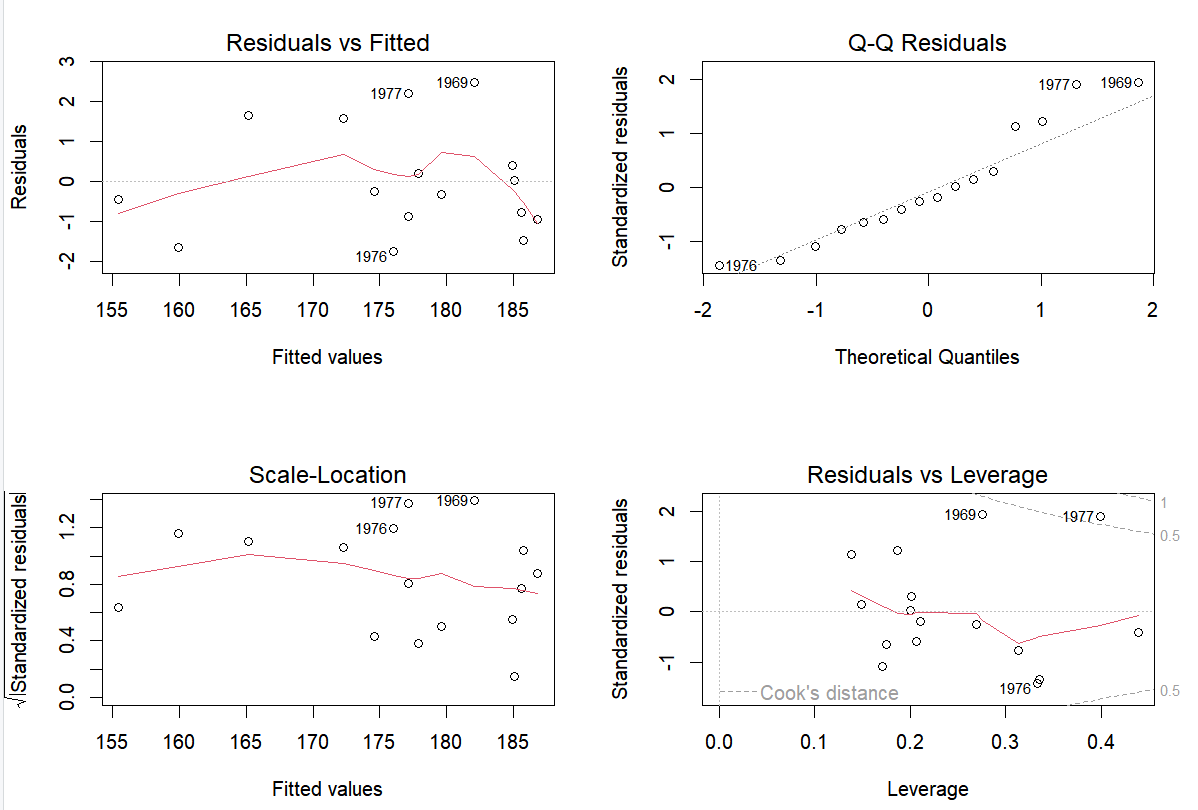 Residuals vs Fitted
Residuals
3
2
1
0
-1
-2
1977
1969
1976
155 160 165 170 175 180 185
Fitted values
Q-Q Residuals
Standardized residuals
2
1
0
-1
1977
1969
1976
-2 -1 0 1 2
Theoretical Quantiles
Scale-Location
√|Standardized residuals|
1.2
0.8
0.4
0.0
1977
1969
1976
155 160 165 170 175 180 185
Fitted values
Residuals vs Leverage
Standardized residuals
2
1
0
-1
1969
1977
1976
1
0.5
0.5
Cook's distance
0.0 0.1 0.2 0.3 0.4
Leverage